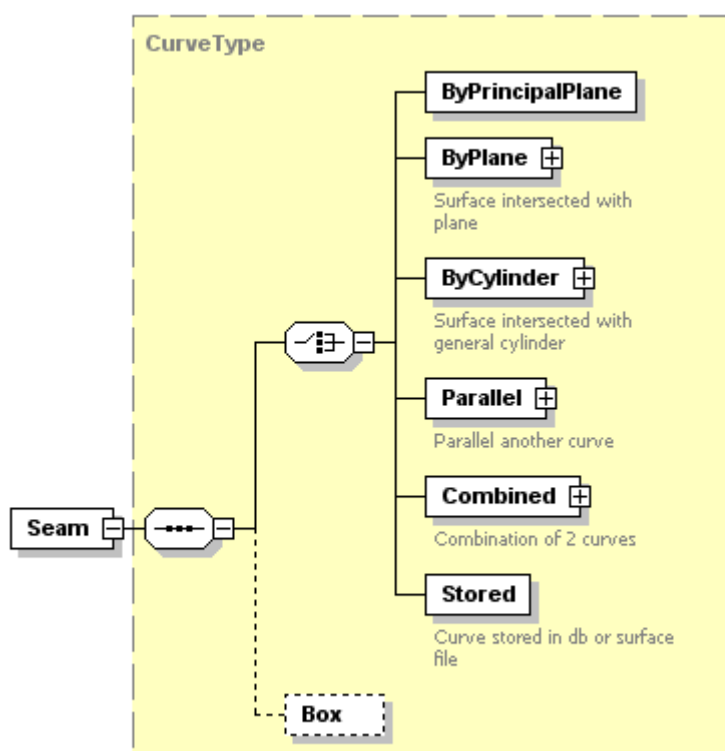 CurveType
ByPrincipalPlane
ByPlane
Surface intersected with
plane
ByCylinder
Surface intersected with
general cylinder
Parallel
Parallel another curve
Combined
Combination of 2 curves
Seam
Stored
Curve stored in db or surface
file
Box